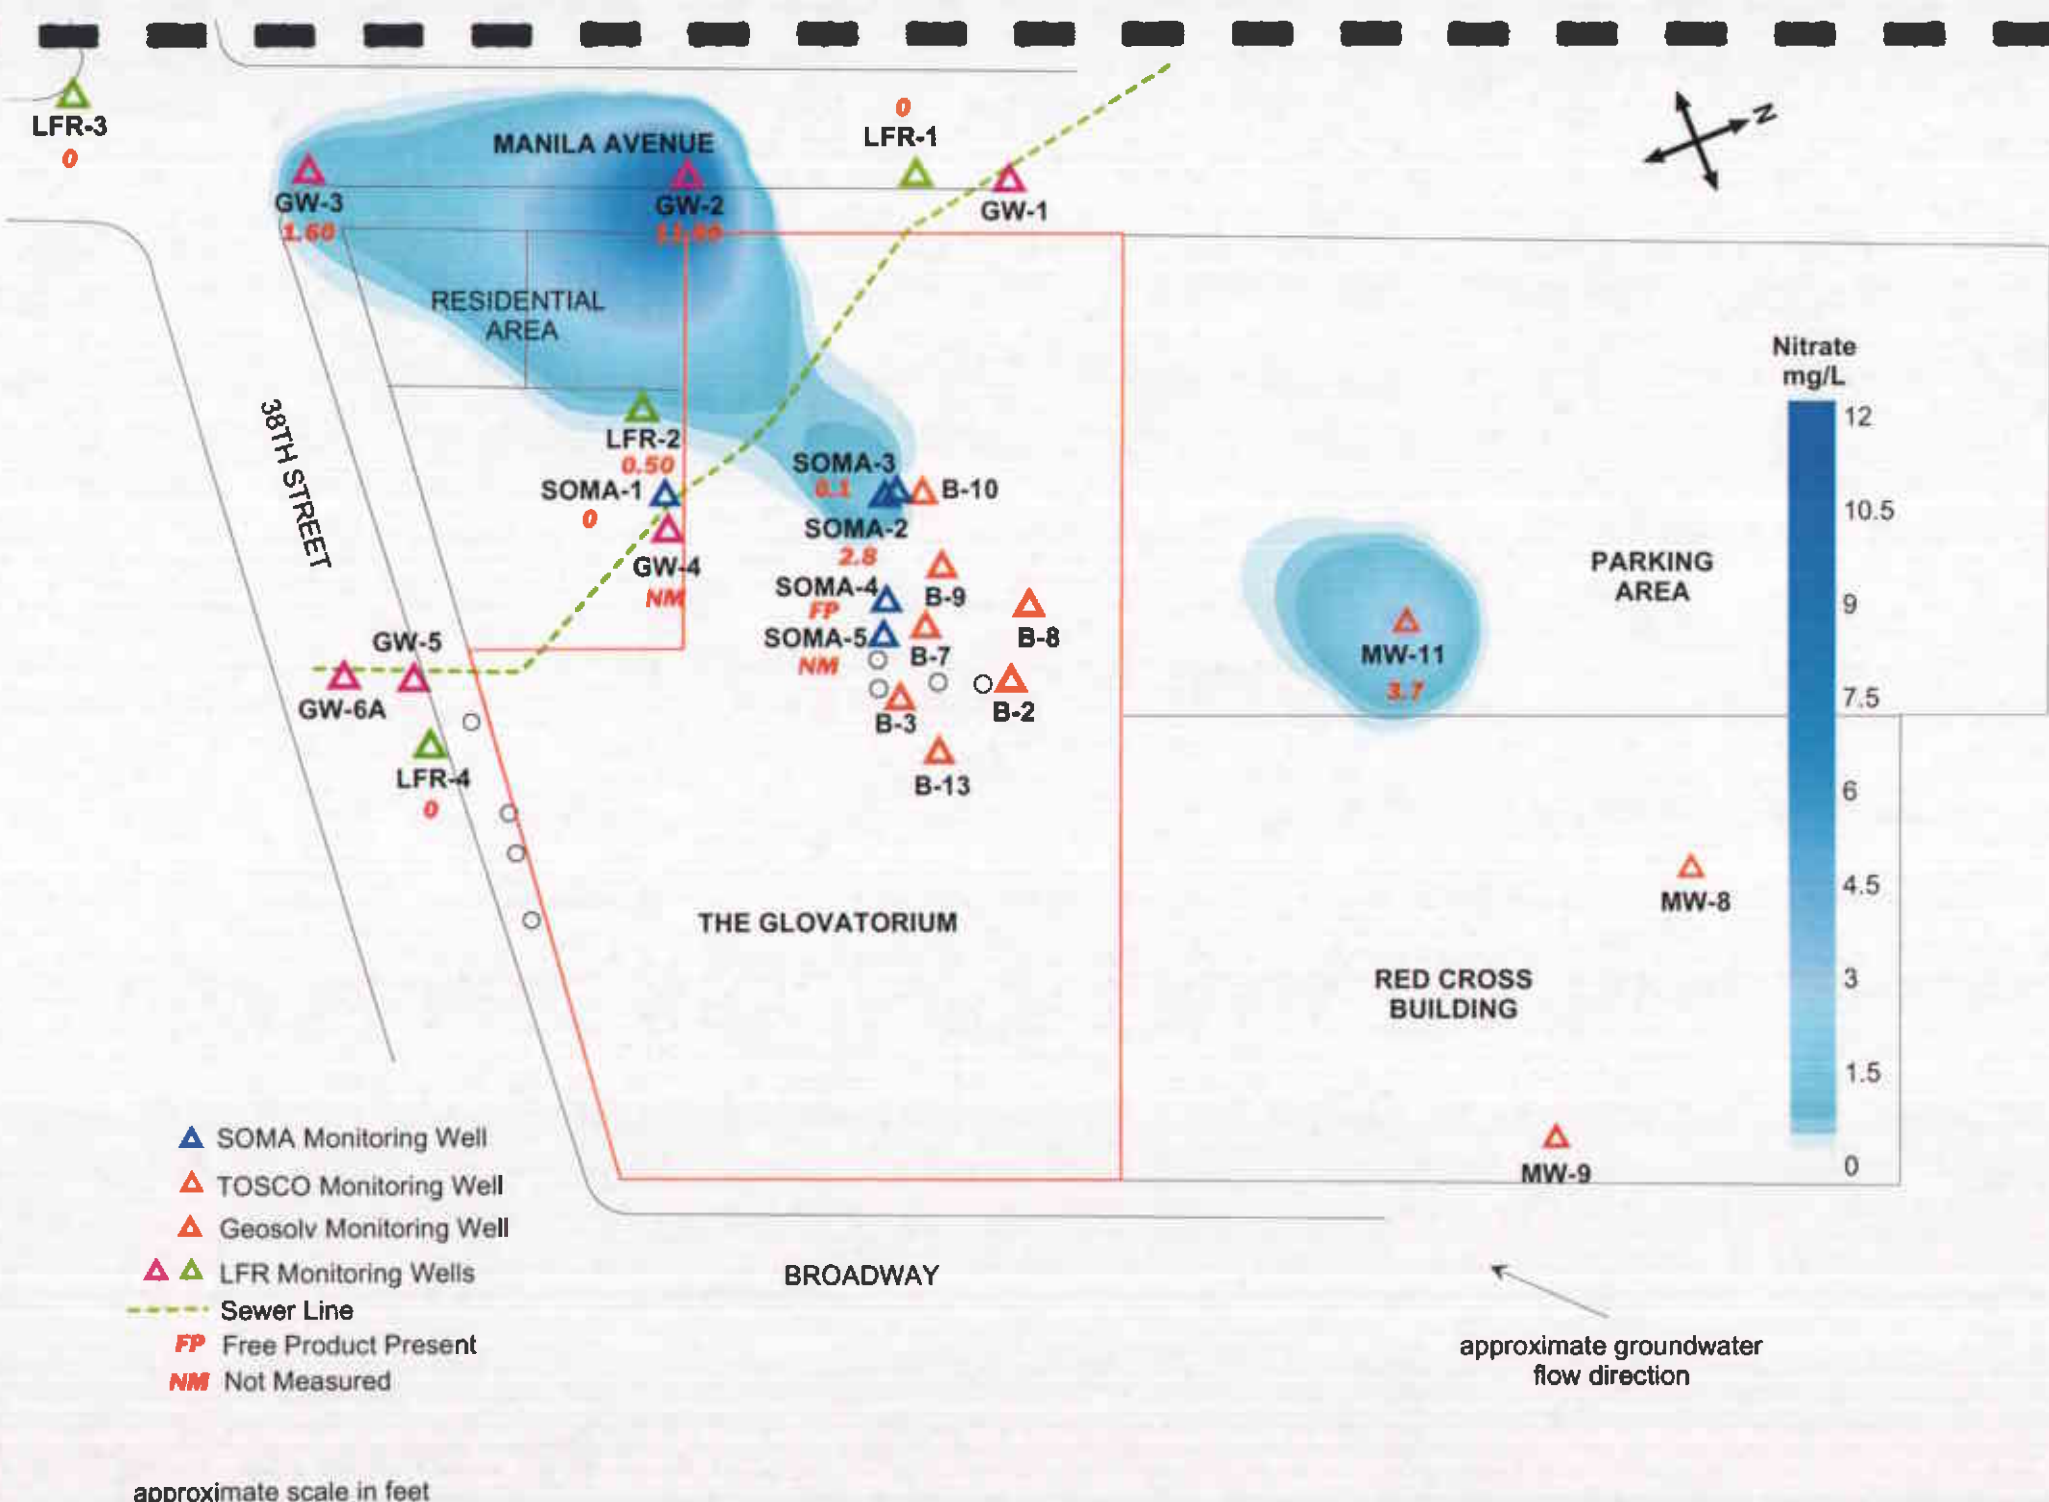 LFR-3
0
MANILA AVENUE
0
LFR-1
N
GW-3
1.60
GW-2
GW-1
RESIDENTIAL
AREA
Nitrate
mg/L
12
10.5
9
7.5
6
4.5
3
1.5
0
38TH STREET
LFR-2
0.50
SOMA-1
0
GW-4
NM
SOMA-3
0.1
B-10
SOMA-2
2.8
SOMA-4
FP
B-9
SOMA-5
NM
B-7
B-8
B-3
B-2
B-13
PARKING
AREA
MW-11
3.7
GW-5
GW-6A
LFR-4
0
MW-8
THE GLOVATORIUM
RED CROSS
BUILDING
MW-9
SOMA Monitoring Well
TOSCO Monitoring Well
Geosolv Monitoring Well
LFR Monitoring Wells
Sewer Line
FP Free Product Present
NM Not Measured
BROADWAY
approximate groundwater
flow direction
approximate scale in feet